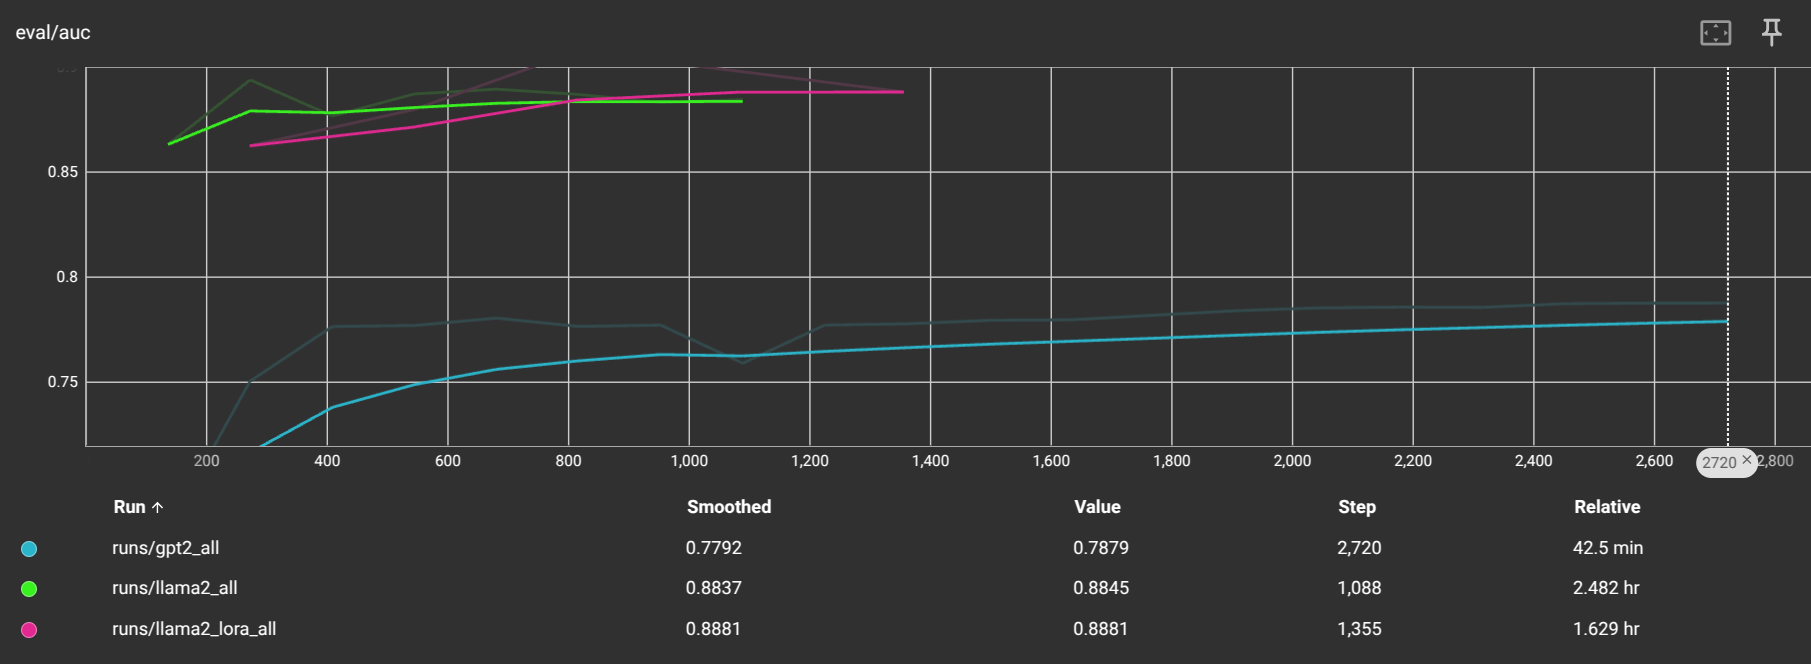 eval/auc
0.85
0.8
0.75
200 400 600 800 1,000 1,200 1,400 1,600 1,800 2,000 2,200 2,400 2,600 2720 × 2,800
Run ↑ Smoothed Value Step Relative
runs/gpt2_all 0.7792 0.7879 2,720 42.5 min
runs/llama2_all 0.8837 0.8845 1,088 2.482 hr
runs/llama2_lora_all 0.8881 0.8881 1,355 1.629 hr